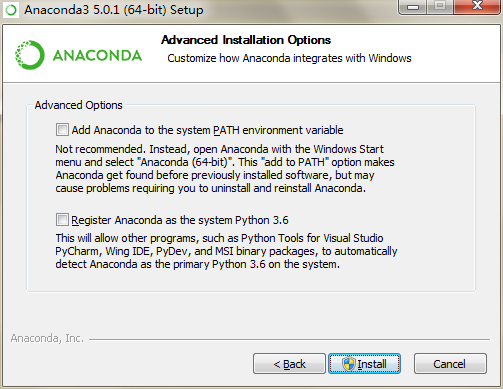 Anaconda3 5.0.1 (64-bit) Setup
ANACONDA
Advanced Installation Options
Customize how Anaconda integrates with Windows
Advanced Options
Add Anaconda to the system PATH environment variable
Not recommended. Instead, open Anaconda with the Windows Start
menu and select "Anaconda (64-bit)". This "add to PATH" option makes
Anaconda get found before previously installed software, but may
cause problems requiring you to uninstall and reinstall Anaconda.
Register Anaconda as the system Python 3.6
This will allow other programs, such as Python Tools for Visual Studio
PyCharm, Wing IDE, PyDev, and MSI binary packages, to automatically
detect Anaconda as the primary Python 3.6 on the system.
Anaconda, Inc.
< Back
Install
Cancel